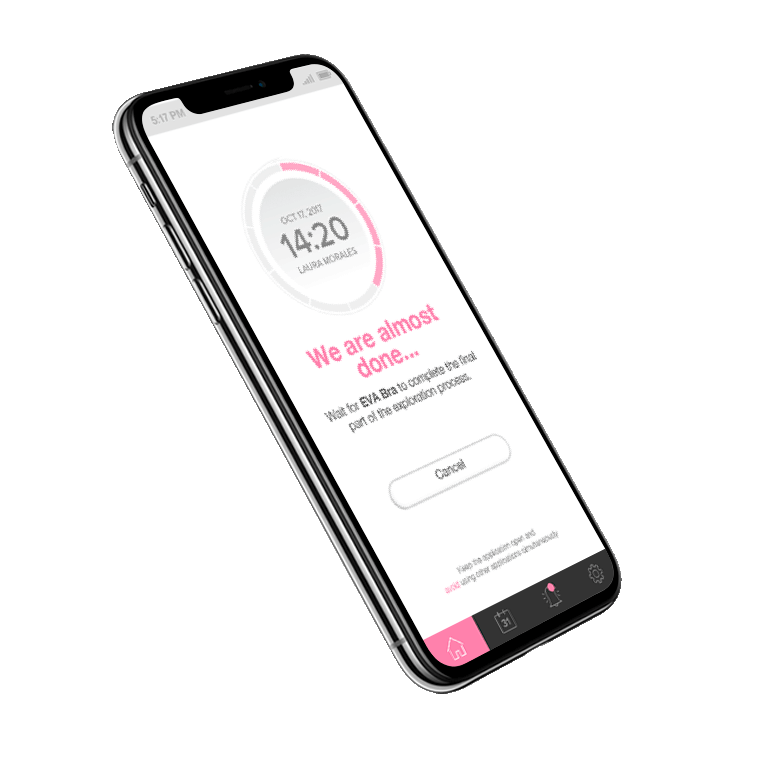 5:17 PM
OCT 17, 2017
14:20
LAURA MORALES
We are almost
done...
Wait for EVA Bra to complete the final
part of the exploration process.
Cancel
Keep the application open and
avoid using other applications simultaneously
31